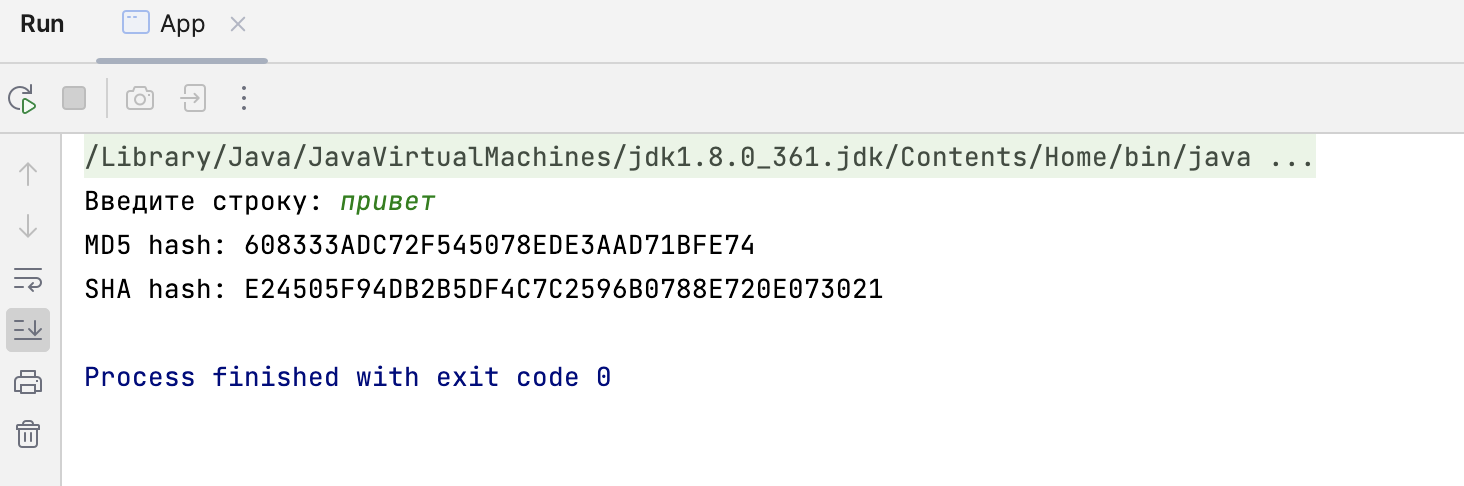 Run App
/Library/Java/JavaVirtualMachines/jdk1.8.0_361.jdk/Contents/Home/bin/java ...
Введите строку: привет
MD5 hash: 608333ADC72F545078EDE3AAD71BFE74
SHA hash: E24505F94DB2B5DF4C7C2596B0788E720E073021
Process finished with exit code 0